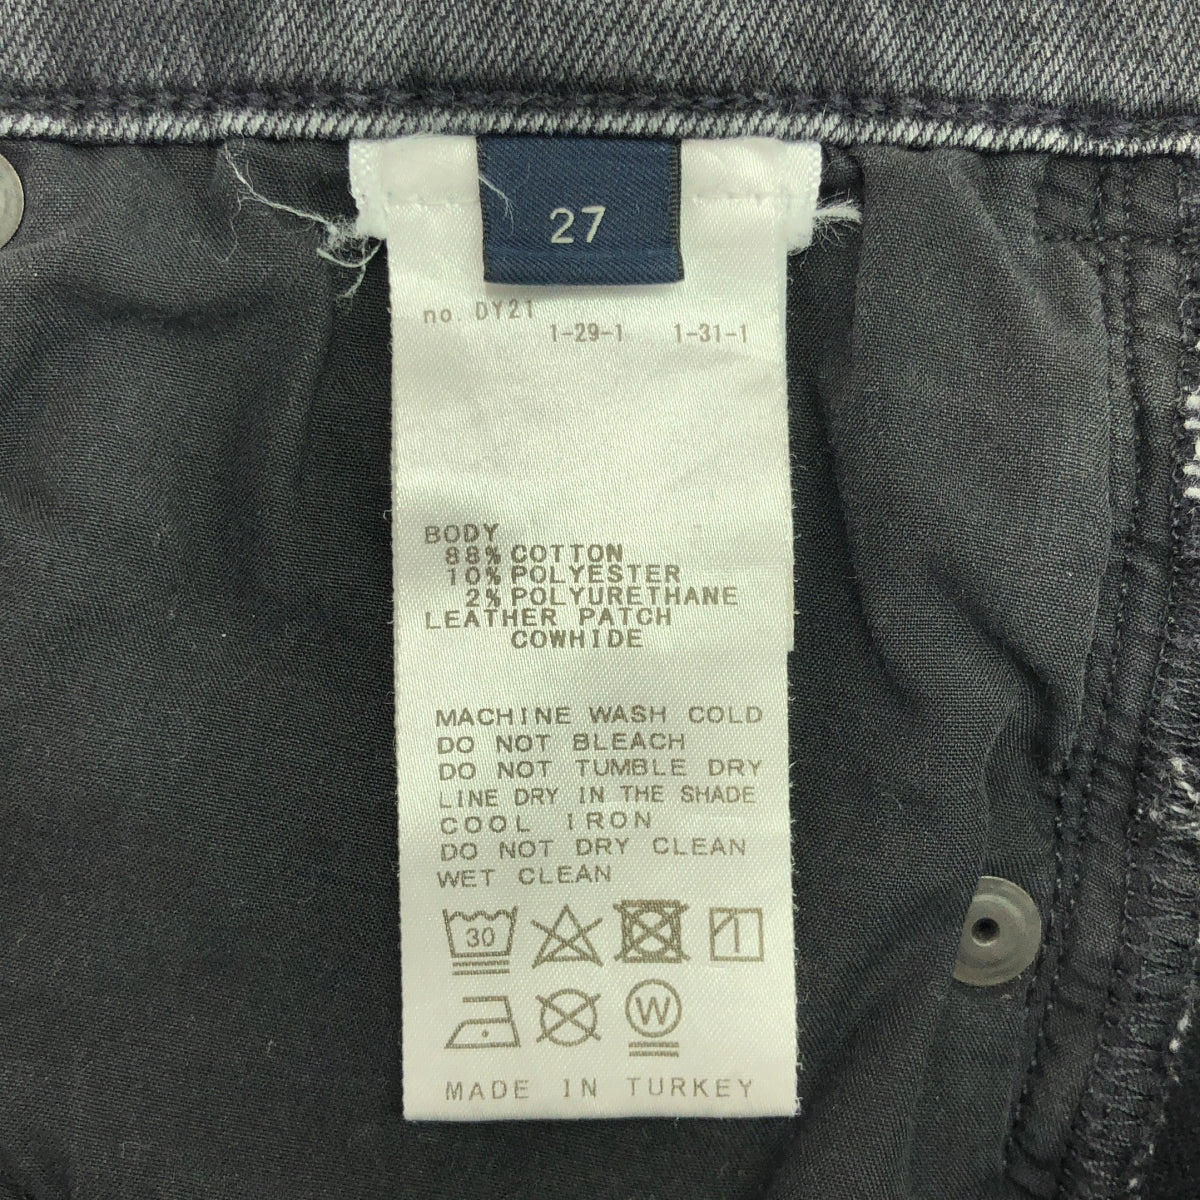 27
no. DY21
1-29-1 1-31-1
BODY
88% COTTON
10% POLYESTER
2% POLYURETHANE
LEATHER PATCH
COWHIDE
MACHINE WASH COLD
DO NOT BLEACH
DO NOT TUMBLE DRY
LINE DRY IN THE SHADE
COOL IRON
DO NOT DRY CLEAN
WET CLEAN
30
W
MADE IN TURKEY